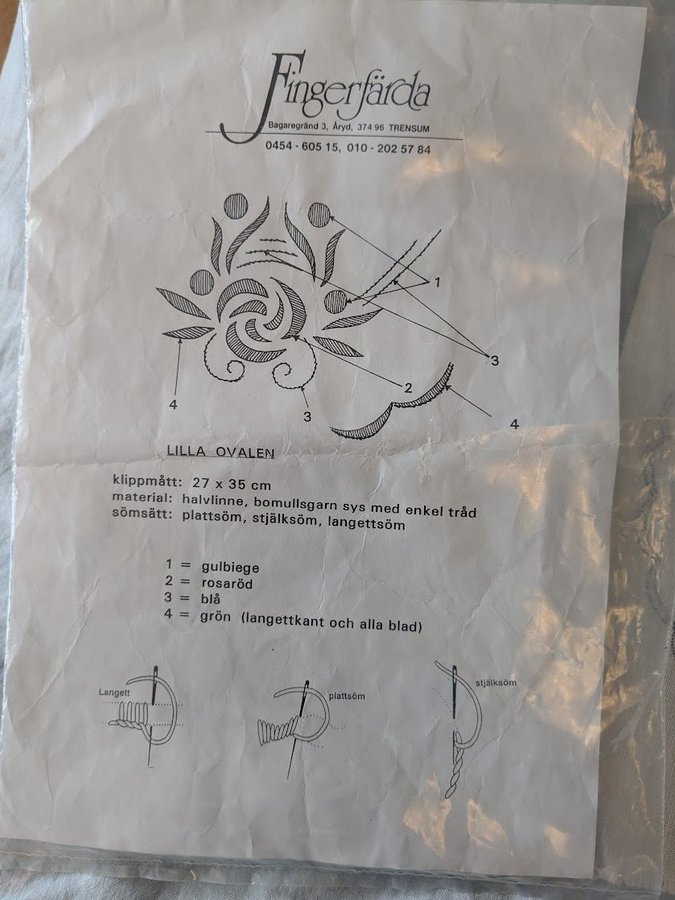 Fingerfärda
Bagaregränd 3, Åryd, 374 96 TRENSUM
0454 - 605 15, 010 - 202 57 84
1
3
2
4
3
4
LILLA OVALEN
klippmått: 27 x 35 cm
material: halvlinne, bomullsgarn sys med enkel tråd
sömsätt: plattsöm, stjälksöm, langettsöm
1 = gulbiege
2 = rosaröd
3 = blå
4 = grön (langettkant och alla blad)
Langett
plattsöm
stjälksöm